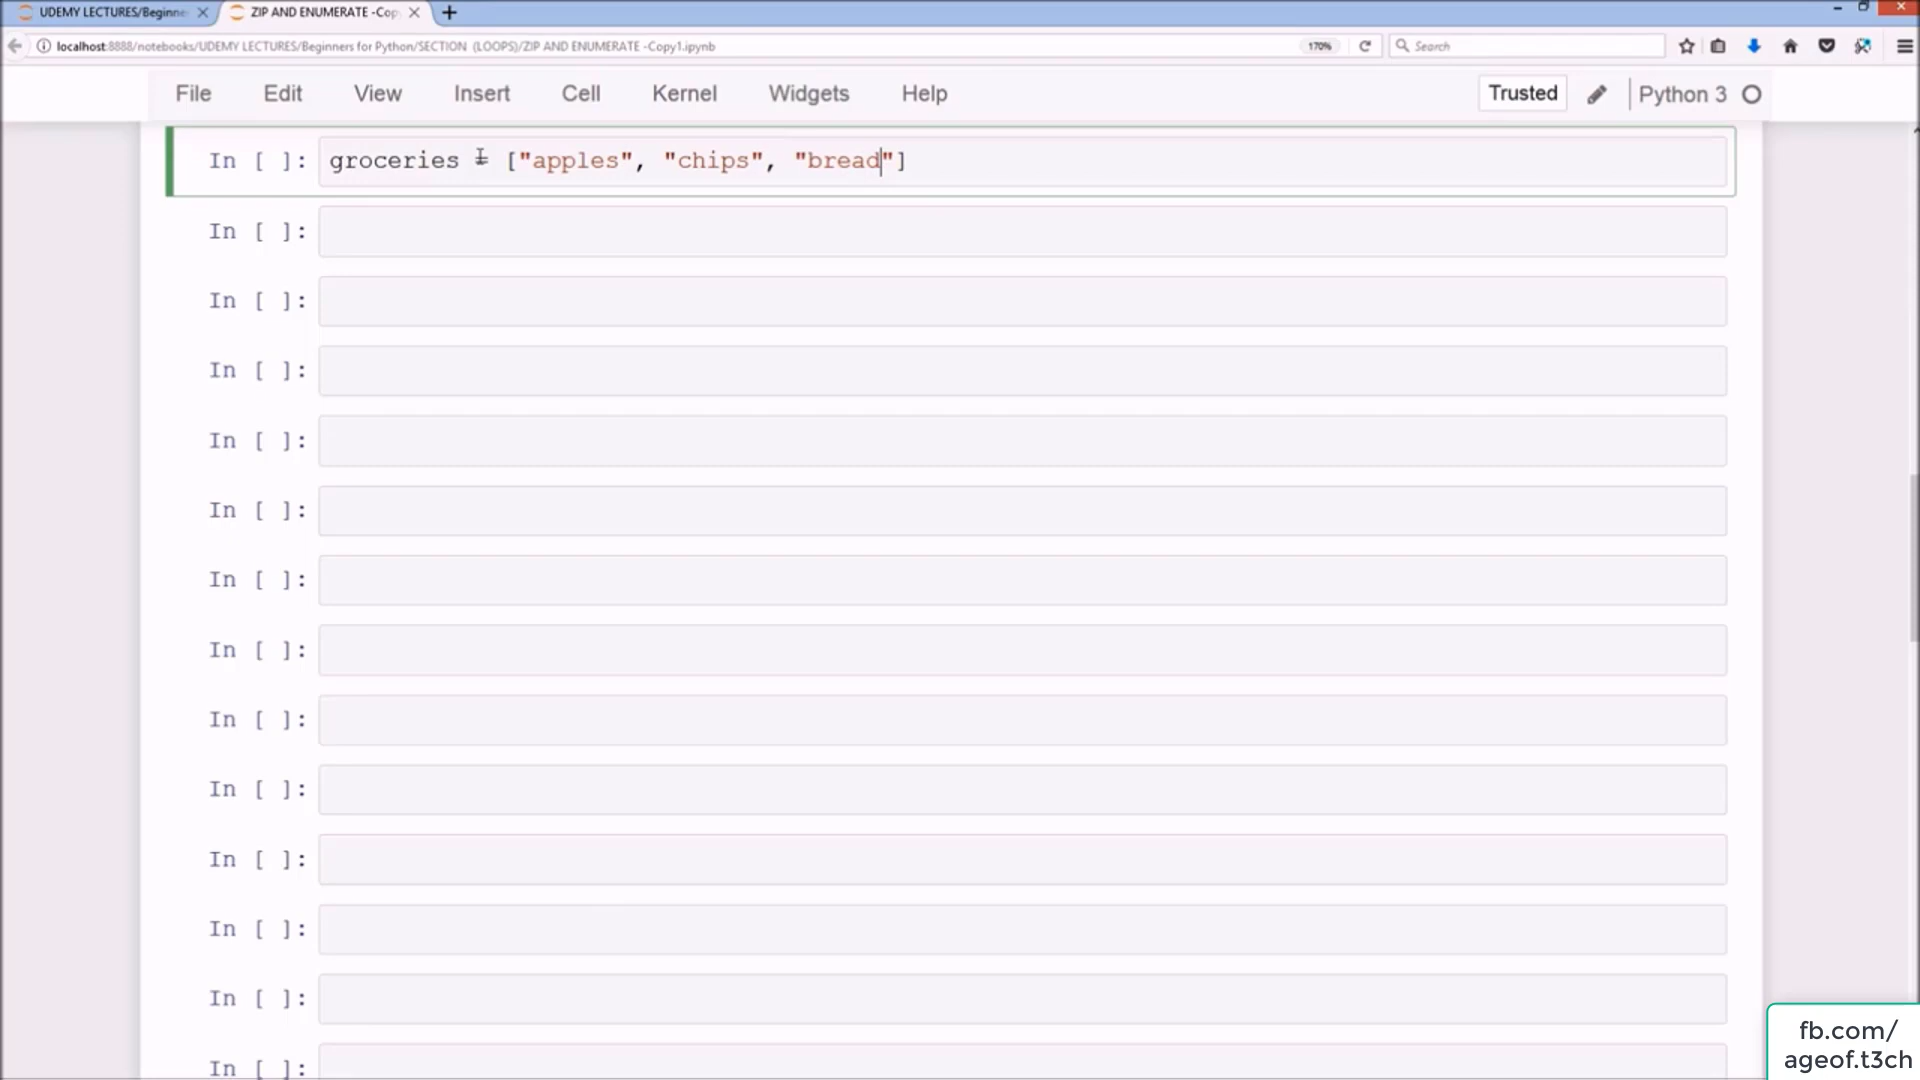 UDEMY LECTURES/Beginne
ZIP AND ENUMERATE -Cop
localhost:8888/notebooks/UDEMY LECTURES/Beginners for Python/SECTION (LOOPS)/ZIP AND ENUMERATE -Copy1.ipynb
170%
Search
File Edit View Insert Cell Kernel Widgets Help
Trusted
Python 3
In [ ]: groceries = ["apples", "chips", "bread"]
In [ ]:
In [ ]:
In [ ]:
In [ ]:
In [ ]:
In [ ]:
In [ ]:
In [ ]:
In [ ]:
In [ ]:
In [ ]:
In [ ]:
In [ ]:
fb.com/
ageof.t3ch